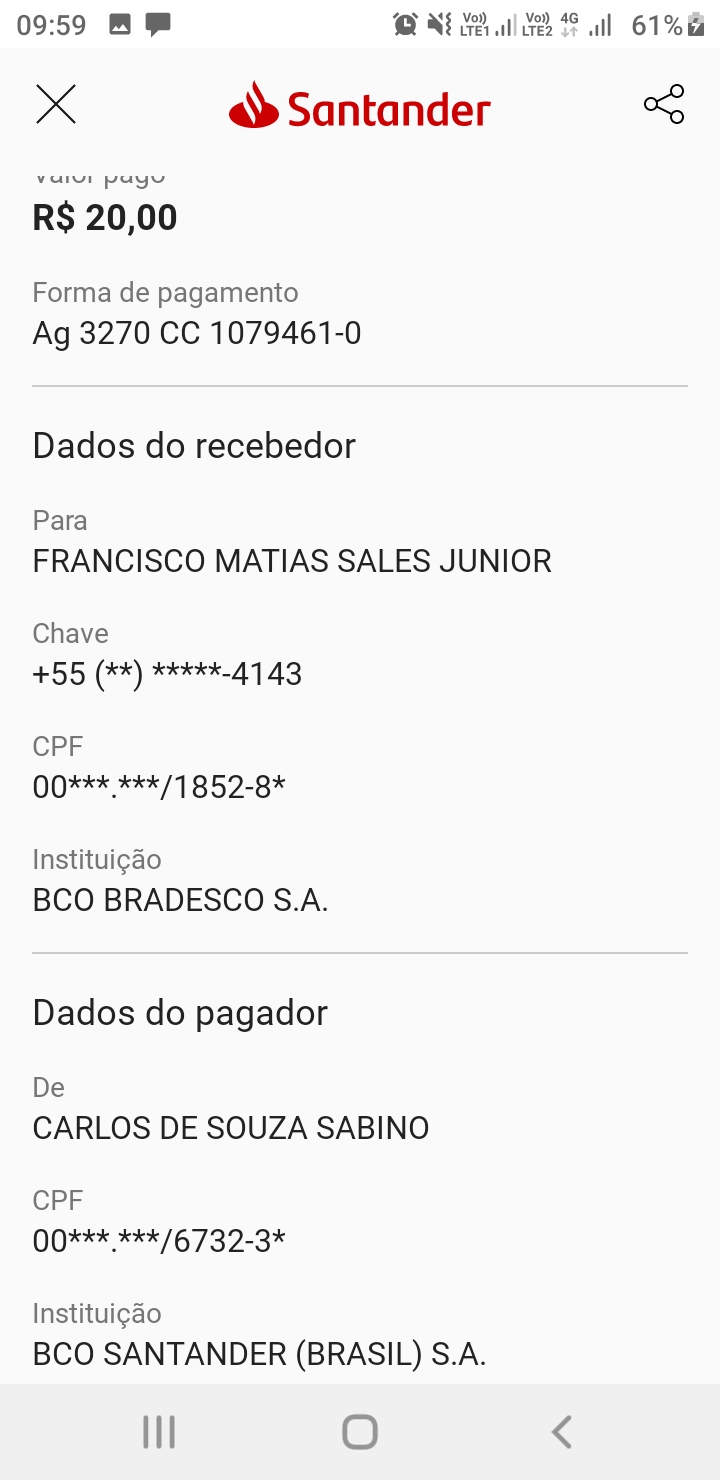 09:59 Vo)) LTE1 Vo)) LTE2 4G 61%
Santander
Valor pago
R$ 20,00
Forma de pagamento
Ag 3270 CC 1079461-0
Dados do recebedor
Para
FRANCISCO MATIAS SALES JUNIOR
Chave
+55 (**) *****-4143
CPF
00***.***/1852-8*
Instituição
BCO BRADESCO S.A.
Dados do pagador
De
CARLOS DE SOUZA SABINO
CPF
00***.***/6732-3*
Instituição
BCO SANTANDER (BRASIL) S.A.